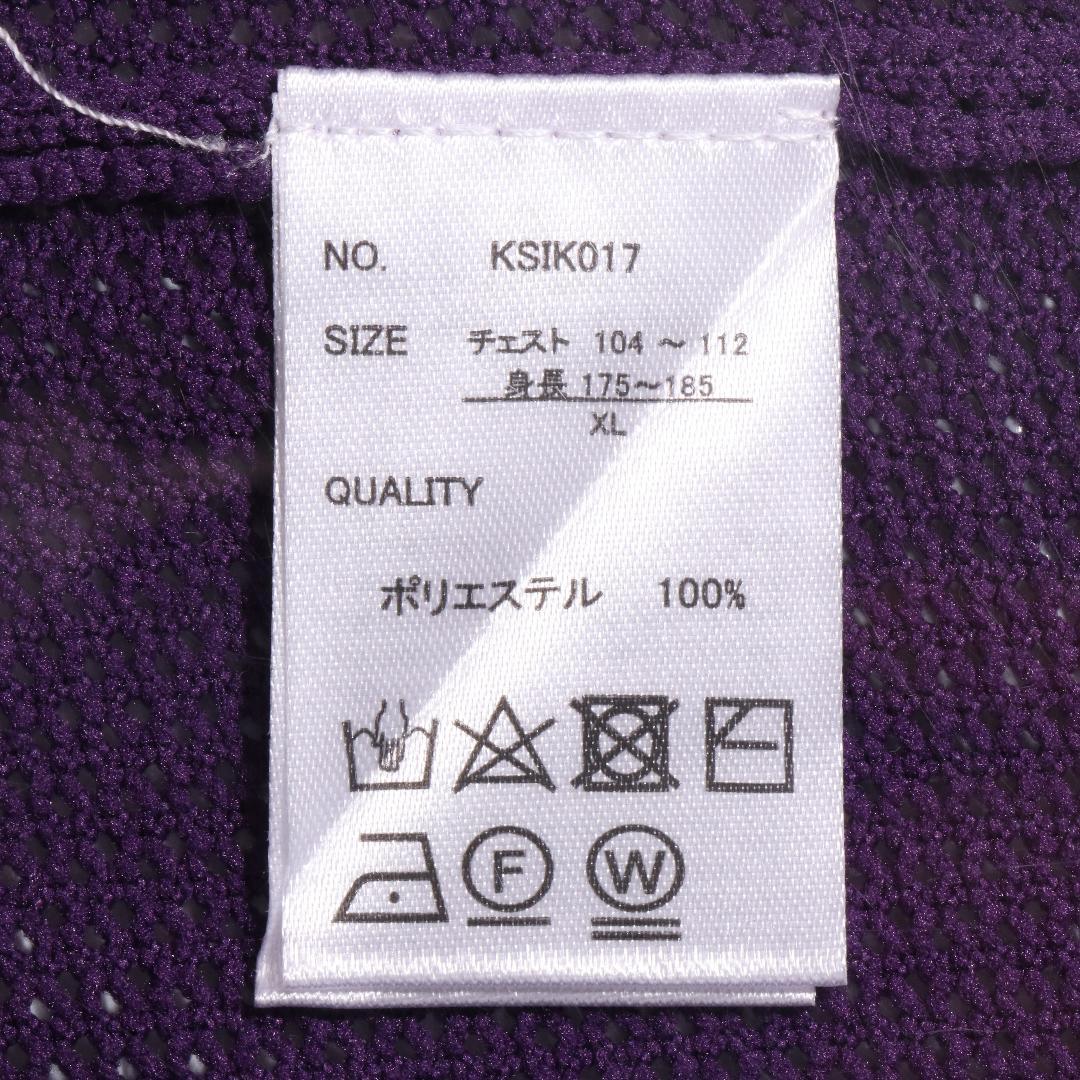 NO. KSIK017
SIZE チェスト 104 ～ 112
身長 175～185
XL
QUALITY
ポリエステル 100%
F W